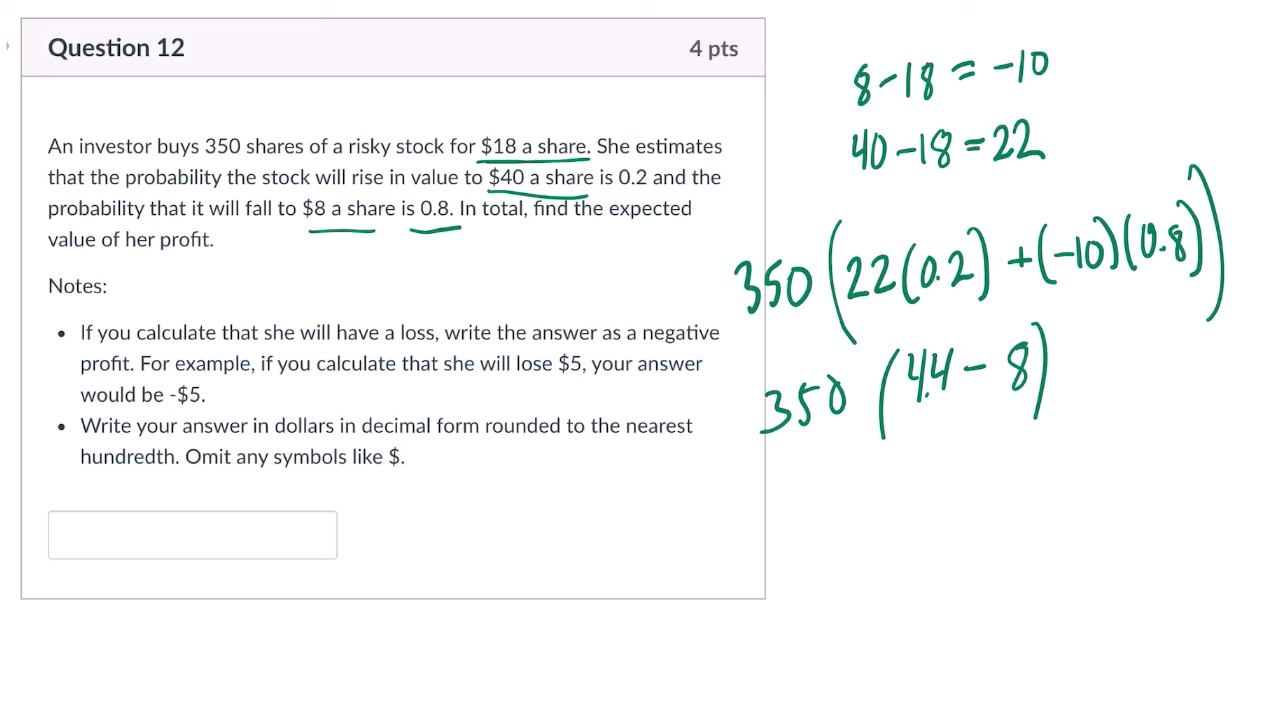 Question 12
4 pts
An investor buys 350 shares of a risky stock for $18 a share. She estimates
that the probability the stock will rise in value to $40 a share is 0.2 and the
probability that it will fall to $8 a share is 0.8. In total, find the expected
value of her profit.
Notes:
• If you calculate that she will have a loss, write the answer as a negative
profit. For example, if you calculate that she will lose $5, your answer
would be -$5.
• Write your answer in dollars in decimal form rounded to the nearest
hundredth. Omit any symbols like $.
8-18 = -10
40-18=22
350(22(0.2)+(-10)(0.8))
350(4.4-8)